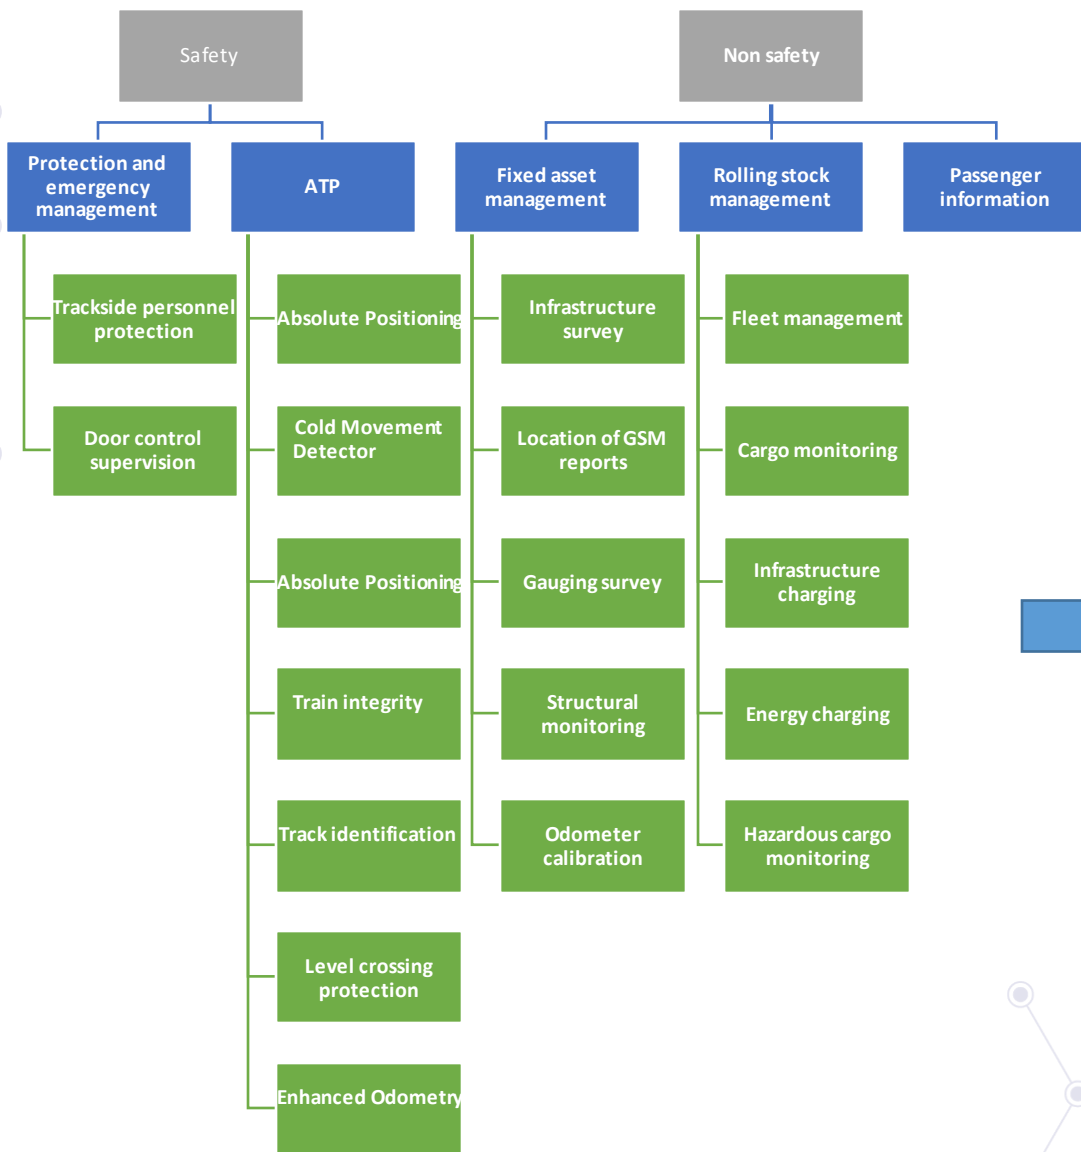 Safety
Non safety
Protection and
emergency
management
ATP
Fixed asset
management
Rolling stock
management
Passenger
information
Trackside personnel
protection
Absolute Positioning
Infrastructure
survey
Fleet management
Door control
supervision
Cold Movement
Detector
Location of GSM
reports
Cargo monitoring
Absolute Positioning
Gauging survey
Infrastructure
charging
Train integrity
Structural
monitoring
Energy charging
Track identification
Odometer
calibration
Hazardous cargo
monitoring
Level crossing
protection
Enhanced Odometry